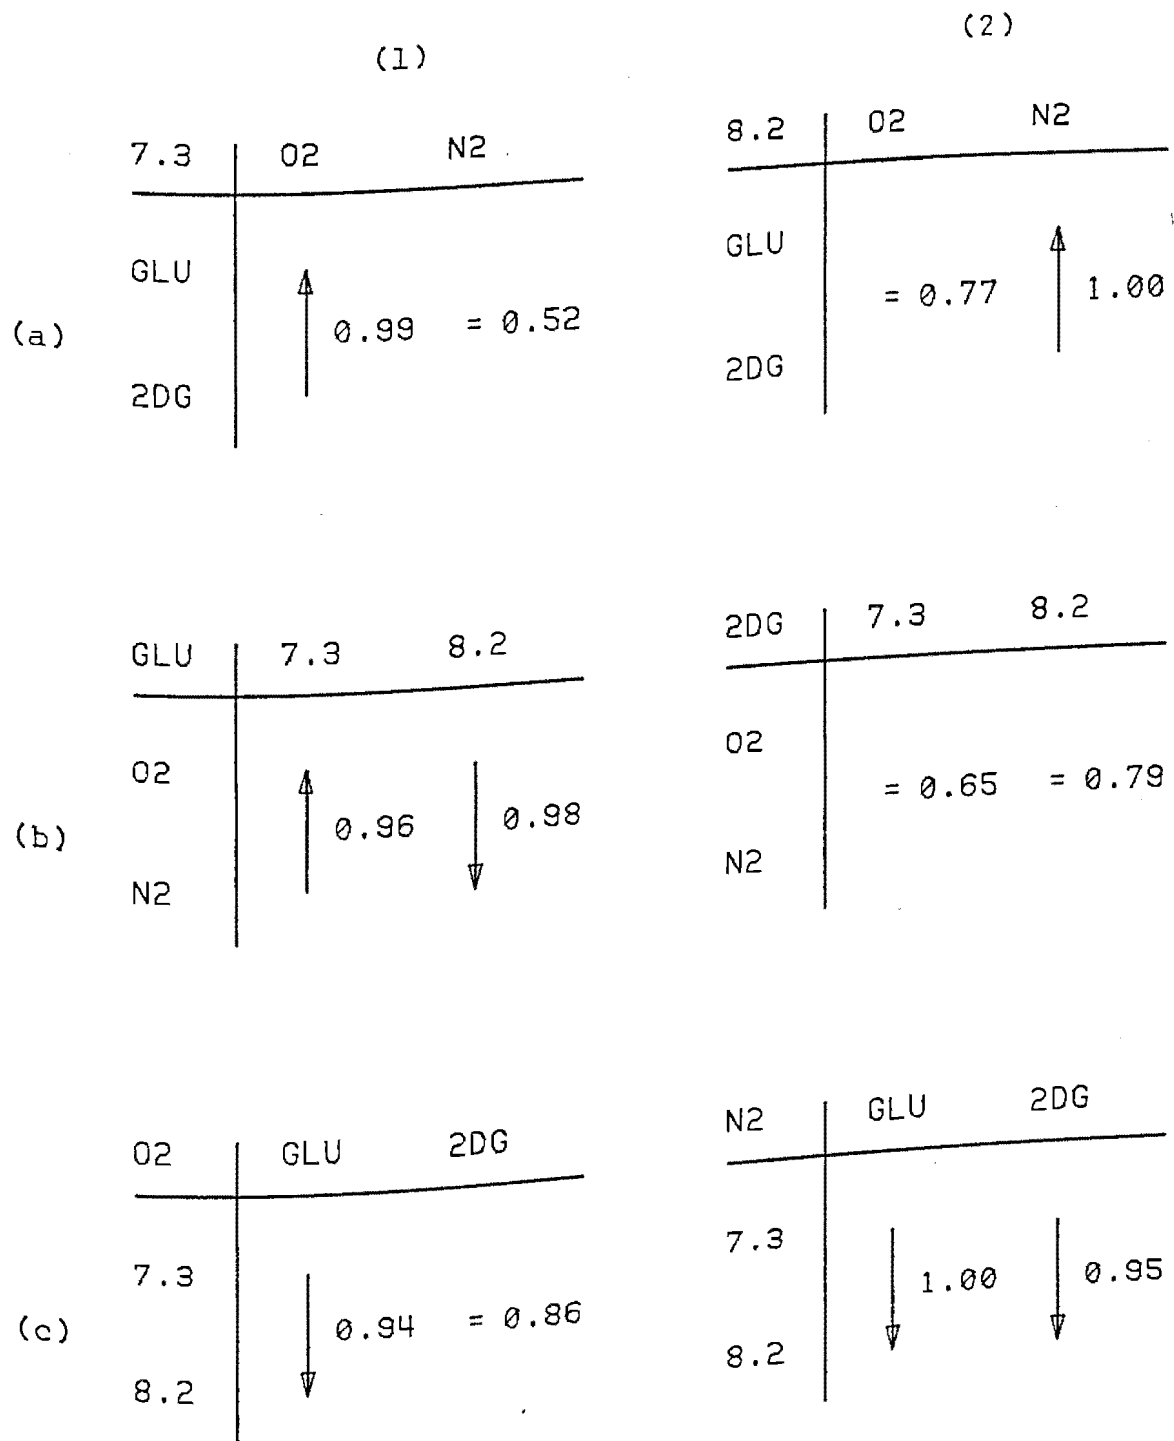 (1)
(2)
7.3 O2 N2
GLU
0.99 = 0.52
2DG
(a)
8.2 O2 N2
GLU
= 0.77 1.00
2DG
GLU 7.3 8.2
O2
0.96 0.98
N2
(b)
2DG 7.3 8.2
O2
= 0.65 = 0.79
N2
O2 GLU 2DG
7.3
0.94 = 0.86
8.2
(c)
N2 GLU 2DG
7.3
1.00 0.95
8.2